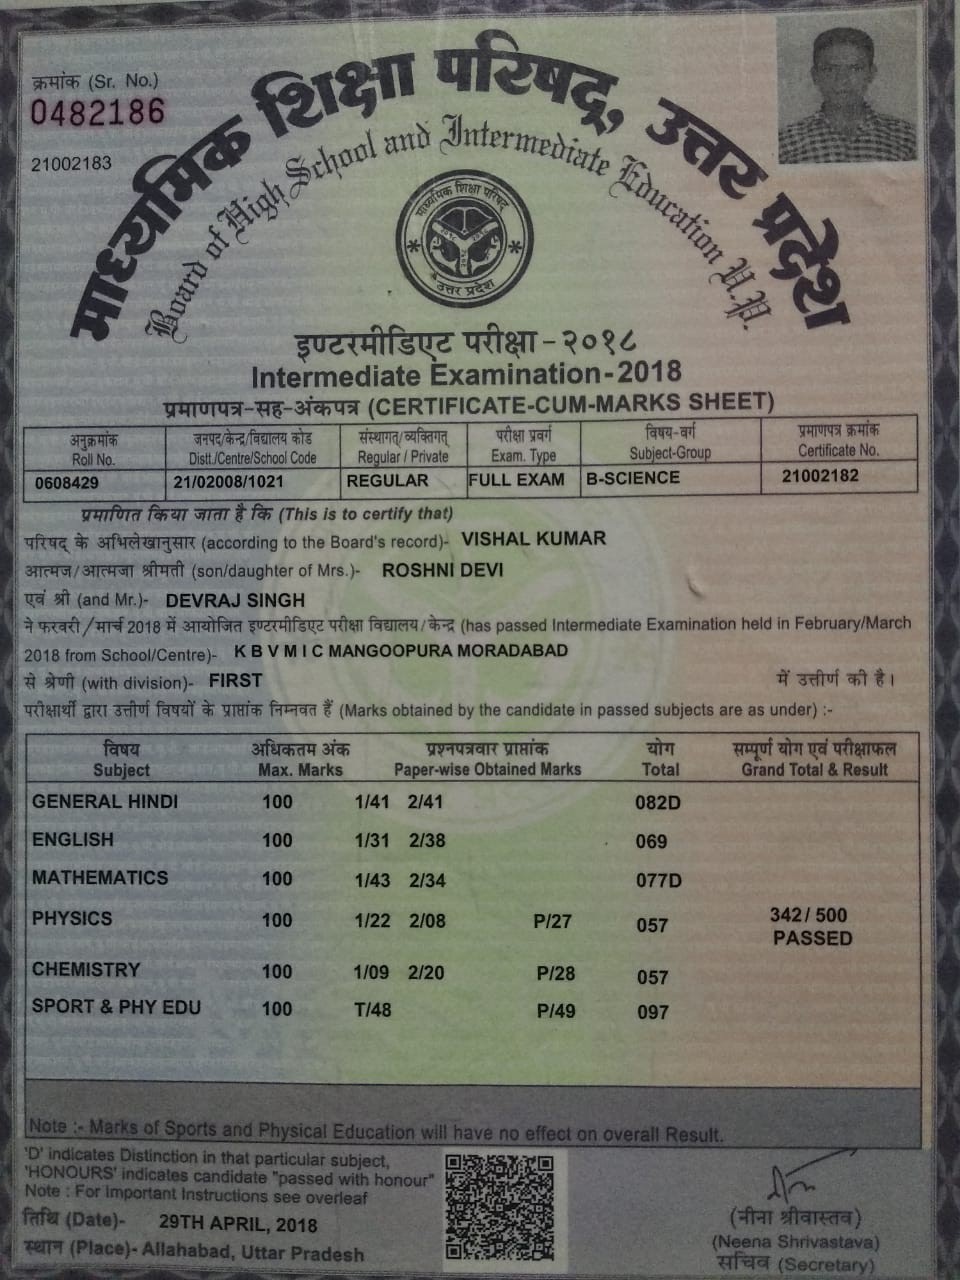 क्रमांक (Sr. No.)
0482186
21002183
माध्यमिक शिक्षा परिषद्, उत्तर प्रदेश
Board of High School and Intermediate Education U.P.
माध्यमिक शिक्षा परिषद्
उत्तर प्रदेश
इण्टरमीडिएट परीक्षा - २०१८
Intermediate Examination - 2018
प्रमाणपत्र-सह-अंकपत्र (CERTIFICATE-CUM-MARKS SHEET)
अनुक्रमांक जनपद/केन्द्र/विद्यालय कोड संस्थागत्/व्यक्तिगत् परीक्षा प्रवर्ग विषय-वर्ग प्रमाणपत्र क्रमांक
Roll No. Distt./Centre/School Code Regular / Private Exam. Type Subject-Group Certificate No.
0608429 21/02008/1021 REGULAR FULL EXAM B-SCIENCE 21002182
प्रमाणित किया जाता है कि (This is to certify that)
परिषद् के अभिलेखानुसार (according to the Board's record)- VISHAL KUMAR
आत्मज/आत्मजा श्रीमती (son/daughter of Mrs.)- ROSHNI DEVI
एवं श्री (and Mr.)- DEVRAJ SINGH
ने फरवरी/मार्च 2018 में आयोजित इण्टरमीडिएट परीक्षा विद्यालय/केन्द्र (has passed Intermediate Examination held in February/March
2018 from School/Centre)- K B V M I C MANGOOPURA MORADABAD
से श्रेणी (with division)- FIRST में उत्तीर्ण की है।
परीक्षार्थी द्वारा उत्तीर्ण विषयों के प्राप्तांक निम्नवत हैं (Marks obtained by the candidate in passed subjects are as under) :-
विषय अधिकतम अंक प्रश्नपत्रवार प्राप्तांक योग सम्पूर्ण योग एवं परीक्षाफल
Subject Max. Marks Paper-wise Obtained Marks Total Grand Total & Result
GENERAL HINDI 100 1/41 2/41 082D
ENGLISH 100 1/31 2/38 069
MATHEMATICS 100 1/43 2/34 077D
PHYSICS 100 1/22 2/08 P/27 057 342/ 500
PASSED
CHEMISTRY 100 1/09 2/20 P/28 057
SPORT & PHY EDU 100 T/48 P/49 097
Note :- Marks of Sports and Physical Education will have no effect on overall Result.
'D' indicates Distinction in that particular subject,
'HONOURS' indicates candidate "passed with honour"
Note : For Important Instructions see overleaf
तिथि (Date)- 29TH APRIL, 2018
स्थान (Place)- Allahabad, Uttar Pradesh
(नीना श्रीवास्तव)
(Neena Shrivastava)
सचिव (Secretary)